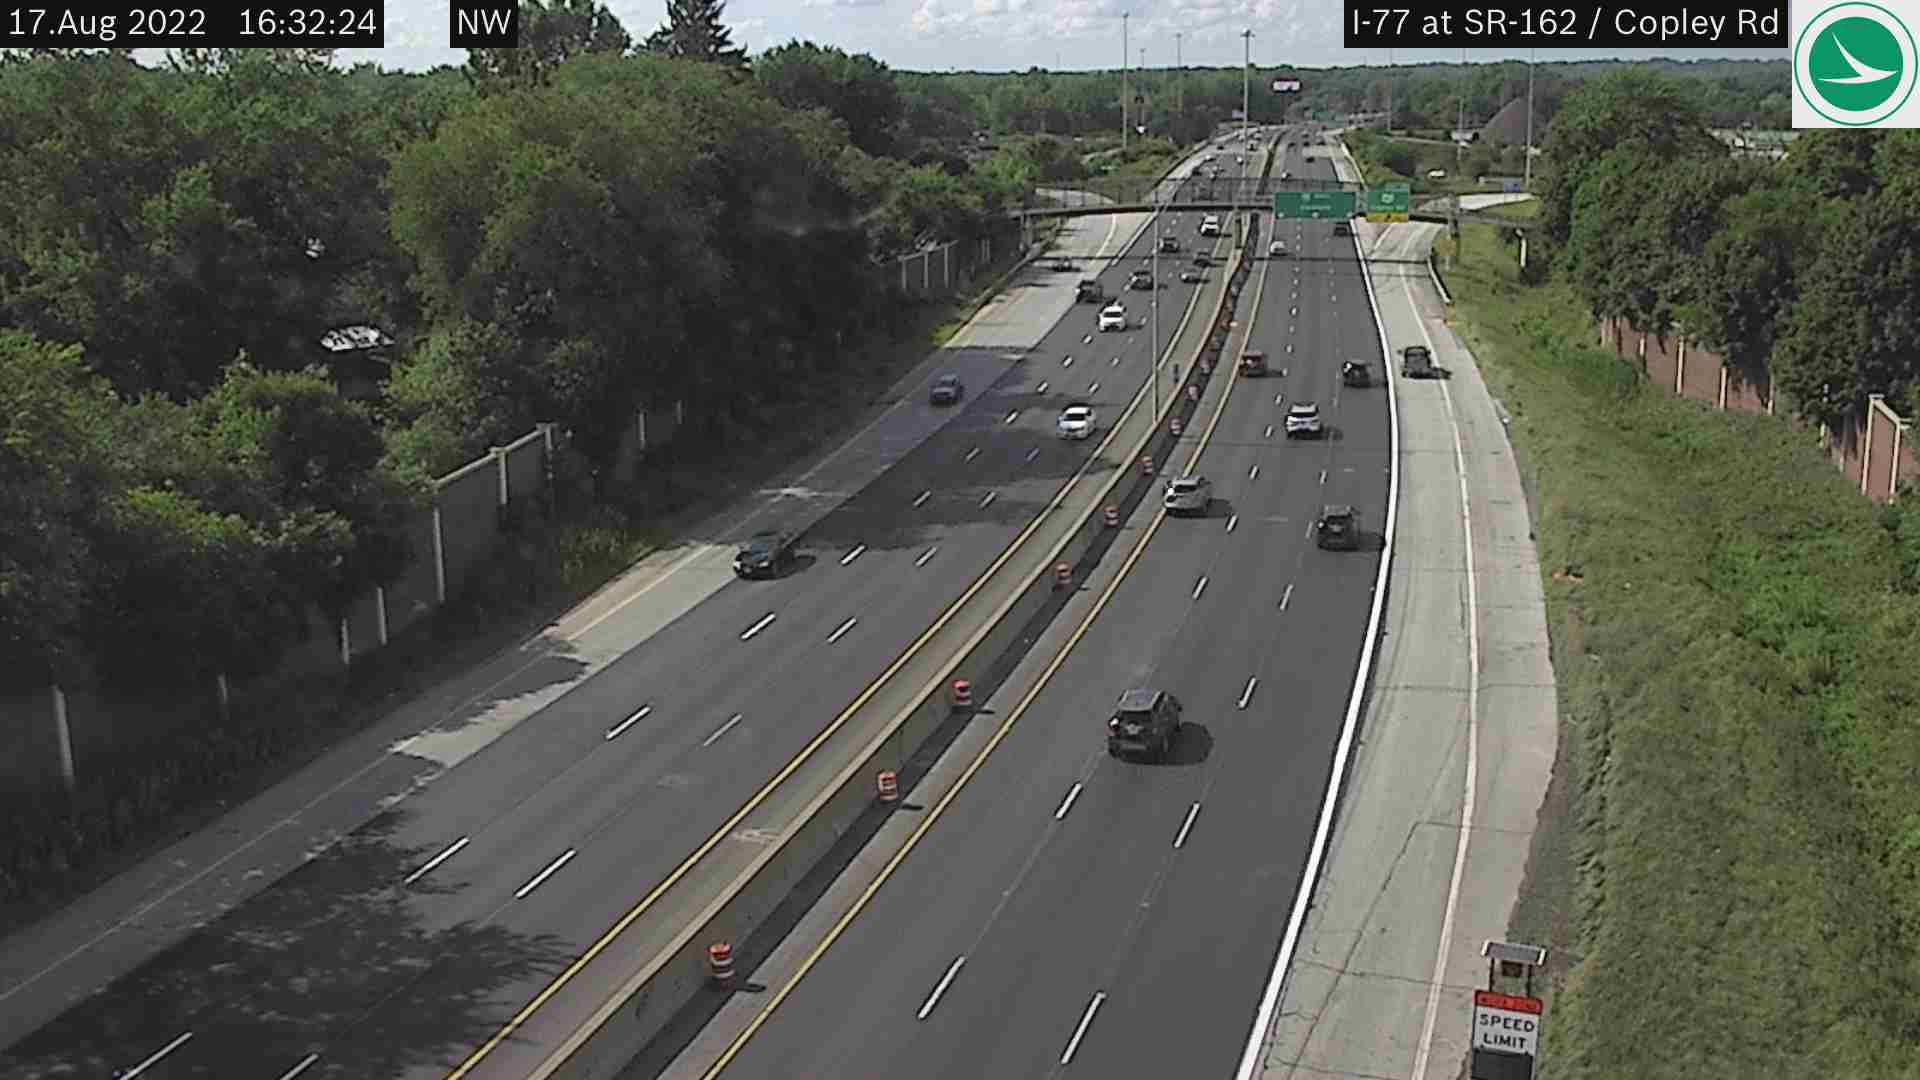 17.Aug 2022 16:32:24
NW
I-77 at SR-162 / Copley Rd
SPEED
LIMIT